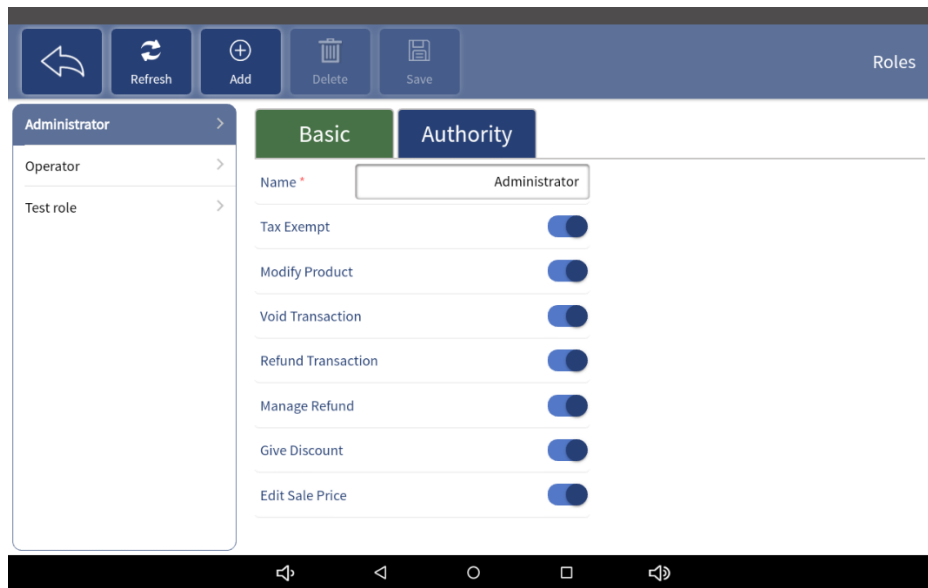 Refresh
Add
Delete
Save
Roles
Administrator
Operator
Test role
Basic
Authority
Name *
Administrator
Tax Exempt
Modify Product
Void Transaction
Refund Transaction
Manage Refund
Give Discount
Edit Sale Price